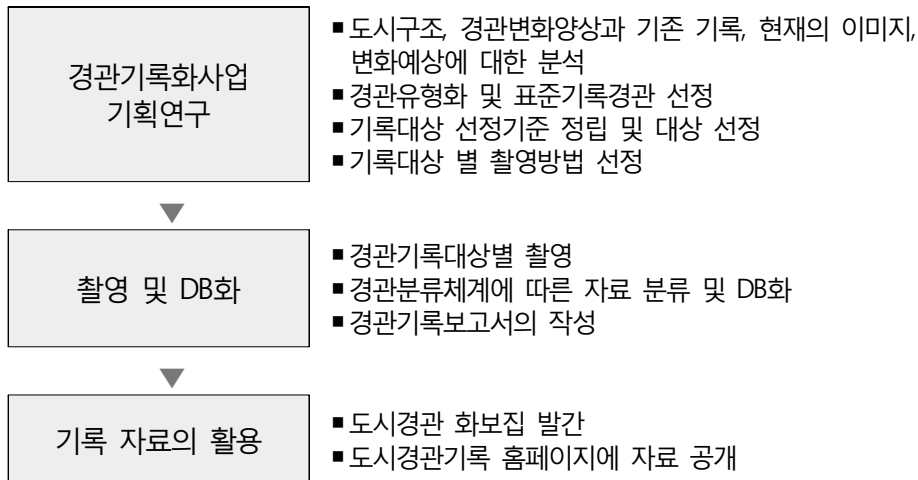 경관기록화사업
기획연구
■ 도시구조, 경관변화양상과 기존 기록, 현재의 이미지,
변화예상에 대한 분석
■ 경관유형화 및 표준기록경관 선정
■ 기록대상 선정기준 정립 및 대상 선정
■ 기록대상 별 촬영방법 선정
촬영 및 DB화
■ 경관기록대상별 촬영
■ 경관분류체계에 따른 자료 분류 및 DB화
■ 경관기록보고서의 작성
기록 자료의 활용
■ 도시경관 화보집 발간
■ 도시경관기록 홈페이지에 자료 공개